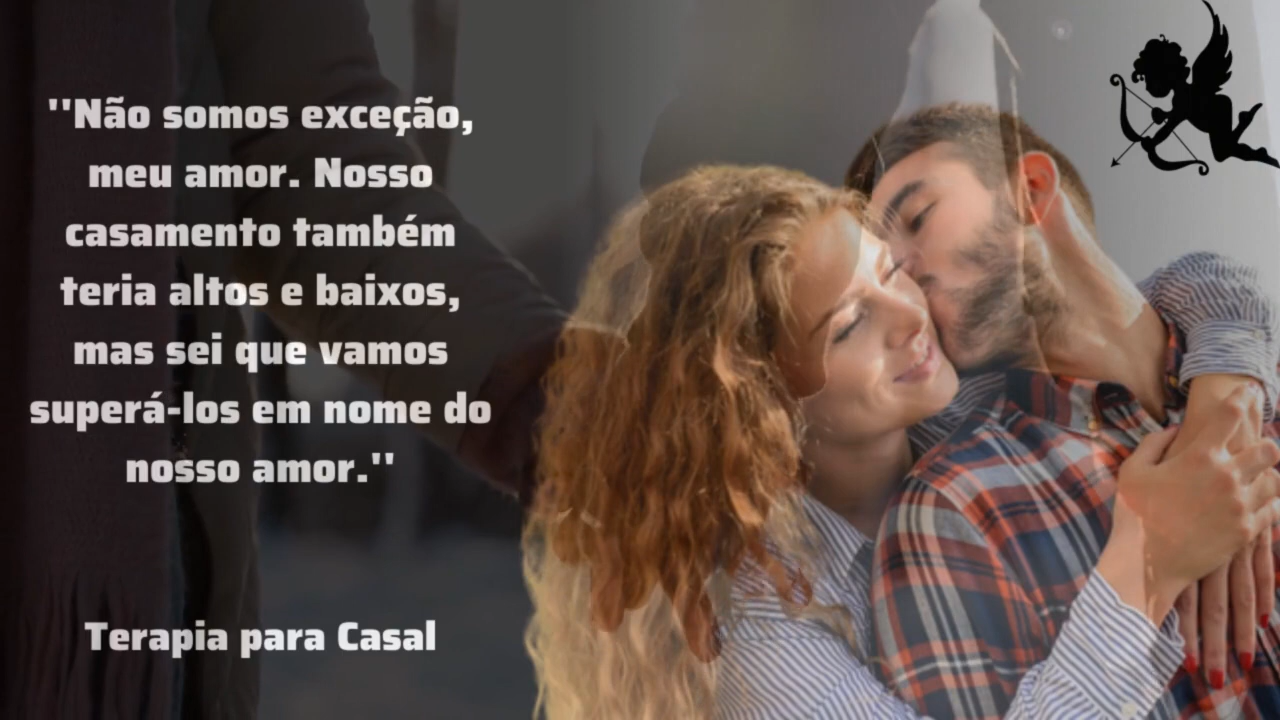 ''Não somos exceção,
meu amor. Nosso
casamento também
teria altos e baixos,
mas sei que vamos
superá-los em nome do
nosso amor.''
Terapia para Casal